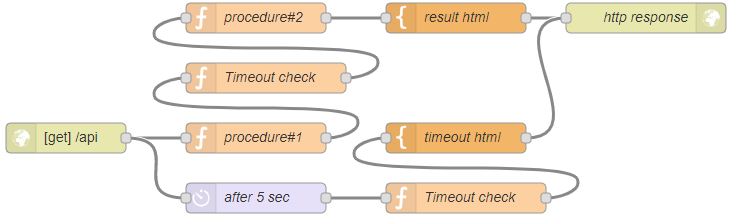 procedure#2
result html
http response
Timeout check
[get] /api
procedure#1
timeout html
after 5 sec
Timeout check